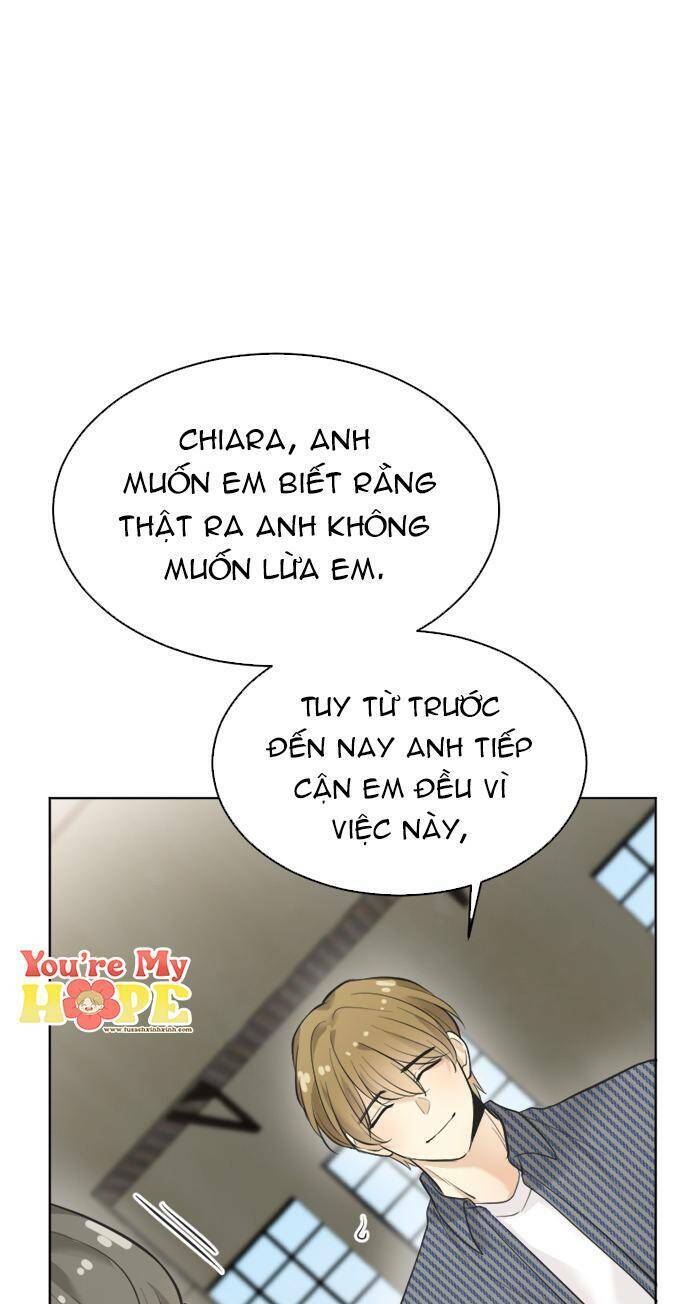 CHIARA, ANH
MUỐN EM BIẾT RẰNG
THẬT RA ANH KHÔNG
MUỐN LỪA EM.
TUY TỪ TRƯỚC
ĐẾN NAY ANH TIẾP
CẬN EM ĐỀU VÌ
VIỆC NÀY,
You're My
HOPE